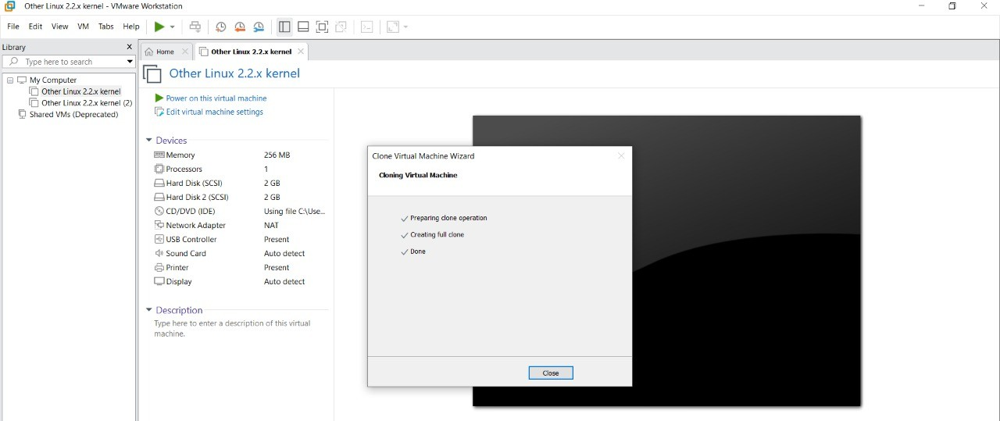 Other Linux 2.2.x kernel - VMware Workstation
File Edit View VM Tabs Help
Library X
Type here to search
My Computer
Other Linux 2.2.x kernel
Other Linux 2.2.x kernel (2)
Shared VMs (Deprecated)
Home
Other Linux 2.2.x kernel
Other Linux 2.2.x kernel
Power on this virtual machine
Edit virtual machine settings
Devices
Memory 256 MB
Processors 1
Hard Disk (SCSI) 2 GB
Hard Disk 2 (SCSI) 2 GB
CD/DVD (IDE) Using file C:\Use...
Network Adapter NAT
USB Controller Present
Sound Card Auto detect
Printer Present
Display Auto detect
Description
Type here to enter a description of this virtual
machine.
Clone Virtual Machine Wizard
Cloning Virtual Machine
Preparing clone operation
Creating full clone
Done
Close